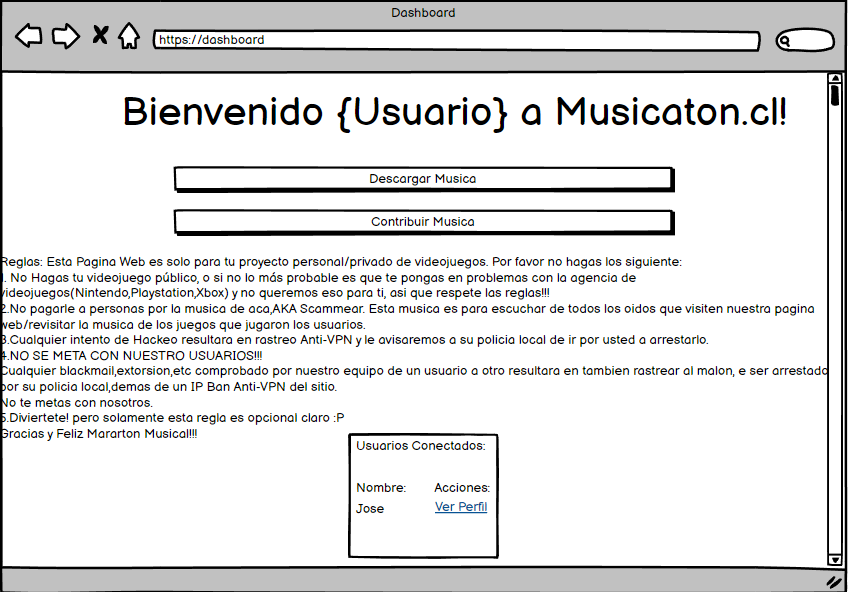 Dashboard
https://dashboard
Bienvenido {Usuario} a Musicaton.cl!
Descargar Musica
Contribuir Musica
Reglas: Esta Pagina Web es solo para tu proyecto personal/privado de videojuegos. Por favor no hagas los siguiente:
1. No Hagas tu videojuego público, o si no lo más probable es que te pongas en problemas con la agencia de
videojuegos(Nintendo,Playstation,Xbox) y no queremos eso para ti, asi que respete las reglas!!!
2.No pagarle a personas por la musica de aca,AKA Scammear. Esta musica es para escuchar de todos los oidos que visiten nuestra pagina
web/revisitar la musica de los juegos que jugaron los usuarios.
3.Cualquier intento de Hackeo resultara en rastreo Anti-VPN y le avisaremos a su policia local de ir por usted a arrestarlo.
4.NO SE META CON NUESTRO USUARIOS!!!
Cualquier blackmail,extorsion,etc comprobado por nuestro equipo de un usuario a otro resultara en tambien rastrear al malon, e ser arrestado
por su policia local,demas de un IP Ban Anti-VPN del sitio.
No te metas con nosotros.
5.Diviertete! pero solamente esta regla es opcional claro :P
Gracias y Feliz Mararton Musical!!!
Usuarios Conectados:
Nombre: Acciones:
Jose Ver Perfil